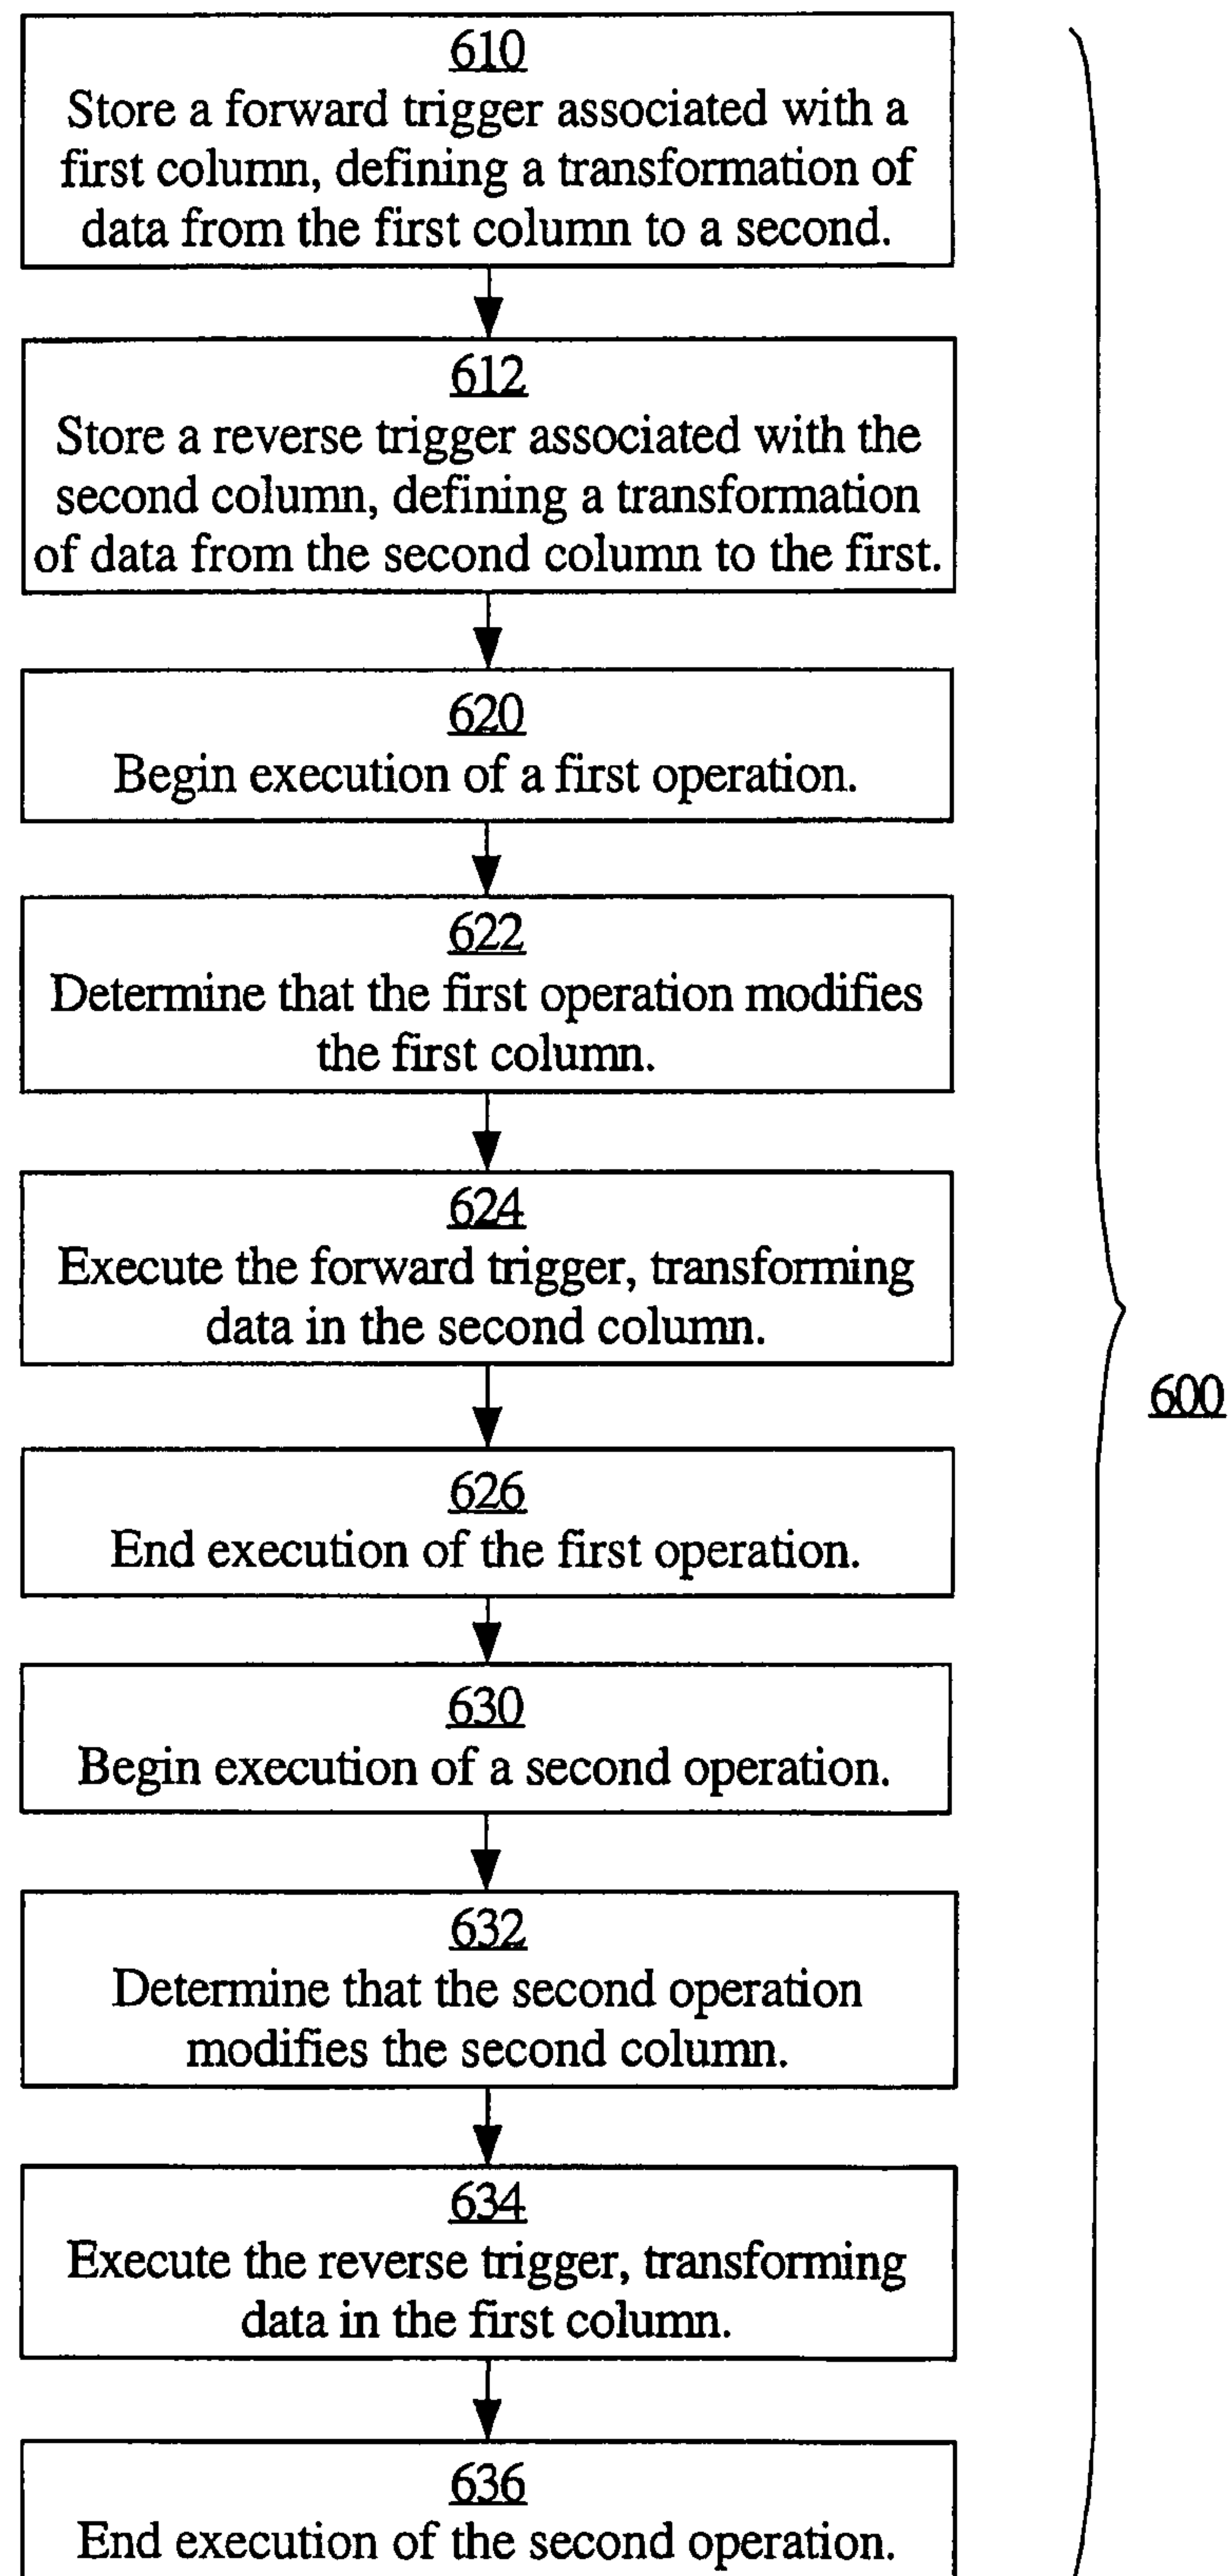 610
Store a forward trigger associated with a
first column, defining a transformation of
data from the first column to a second.
612
Store a reverse trigger associated with the
second column, defining a transformation
of data from the second column to the first.
620
Begin execution of a first operation.
622
Determine that the first operation modifies
the first column.
624
Execute the forward trigger, transforming
data in the second column.
600
626
End execution of the first operation.
630
Begin execution of a second operation.
632
Determine that the second operation
modifies the second column.
634
Execute the reverse trigger, transforming
data in the first column.
636
End execution of the second operation.